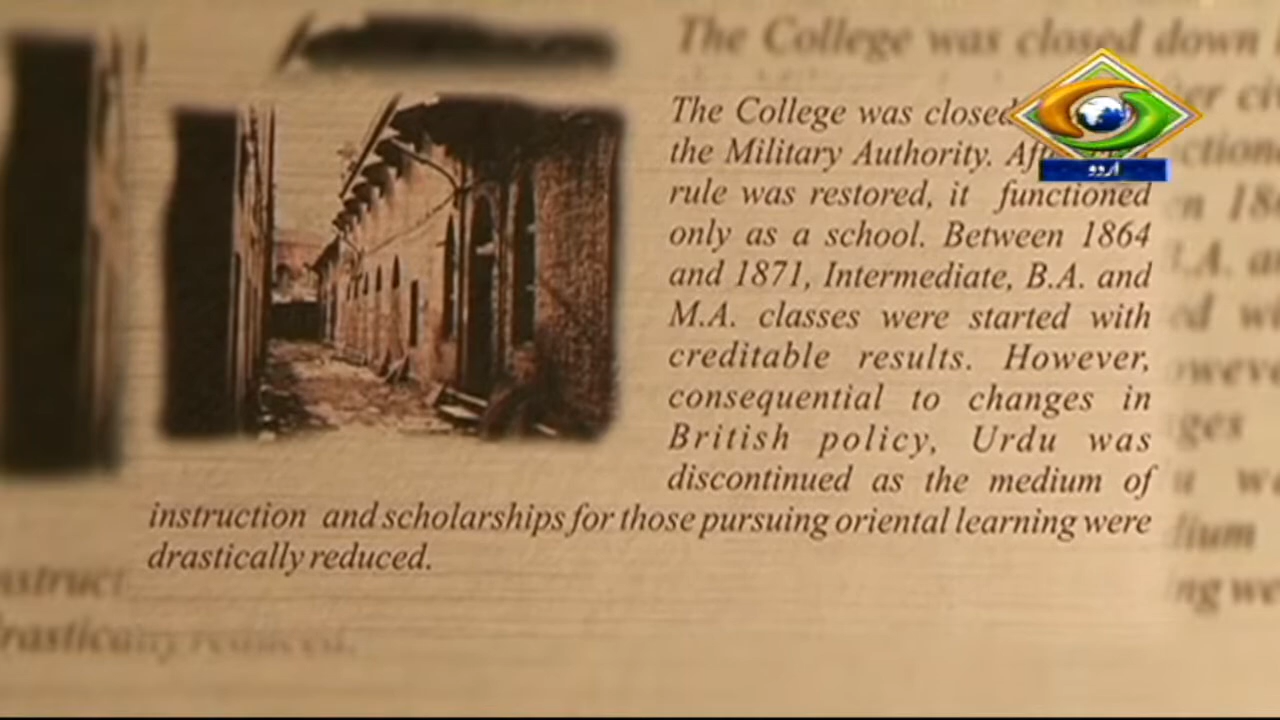 The College was closed
the Military Authority.
rule was restored, it functioned
only as a school. Between 1864
and 1871, Intermediate, B.A. and
M.A. classes were started with
creditable results. However,
consequential to changes in
British policy, Urdu was
discontinued as the medium of
instruction and scholarships for those pursuing oriental learning were
drastically reduced.
اردو